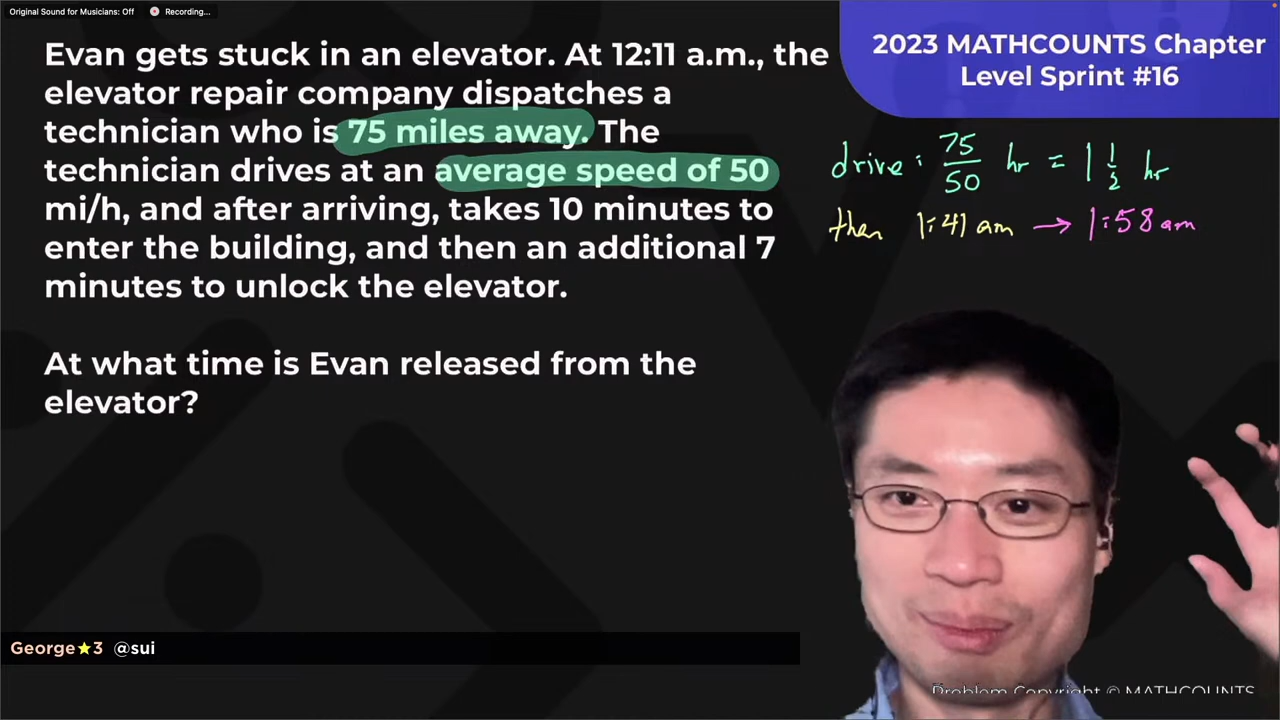 Original Sound for Musicians: Off
Recording...
Evan gets stuck in an elevator. At 12:11 a.m., the
elevator repair company dispatches a
technician who is 75 miles away. The
technician drives at an average speed of 50
mi/h, and after arriving, takes 10 minutes to
enter the building, and then an additional 7
minutes to unlock the elevator.
At what time is Evan released from the
elevator?
2023 MATHCOUNTS Chapter
Level Sprint #16
drive: 75/50 hr = 1 1/2 hr
then 1:41 am → 1:58 am
George★3 @sui
Problem Copyright © MATHCOUNTS